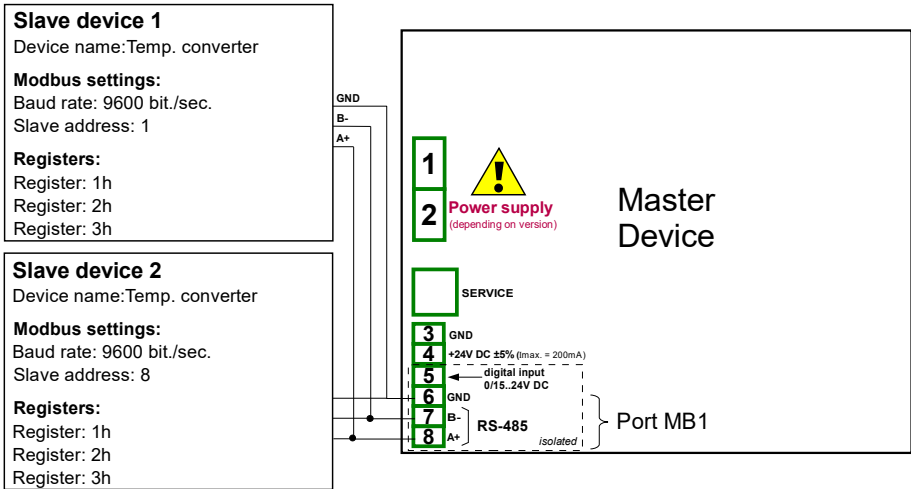 Slave device 1
Device name:Temp. converter
Modbus settings:
Baud rate: 9600 bit./sec.
Slave address: 1
Registers:
Register: 1h
Register: 2h
Register: 3h
GND
B-
A+
Slave device 2
Device name:Temp. converter
Modbus settings:
Baud rate: 9600 bit./sec.
Slave address: 8
Registers:
Register: 1h
Register: 2h
Register: 3h
Master
Device
1
2
!
Power supply
(depending on version)
SERVICE
3 GND
4 +24V DC ±5% (Imax. = 200mA)
5 digital input
0/15..24V DC
6 GND
7 B-
8 A+
RS-485
isolated
Port MB1